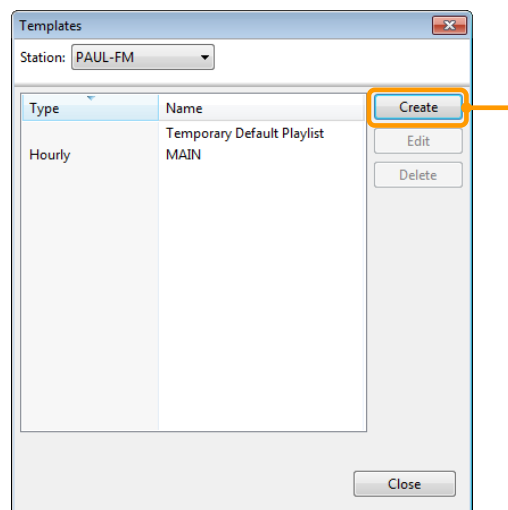 Templates
Station: PAUL-FM
Type Name Create
Temporary Default Playlist
Edit
Hourly MAIN
Delete
Close